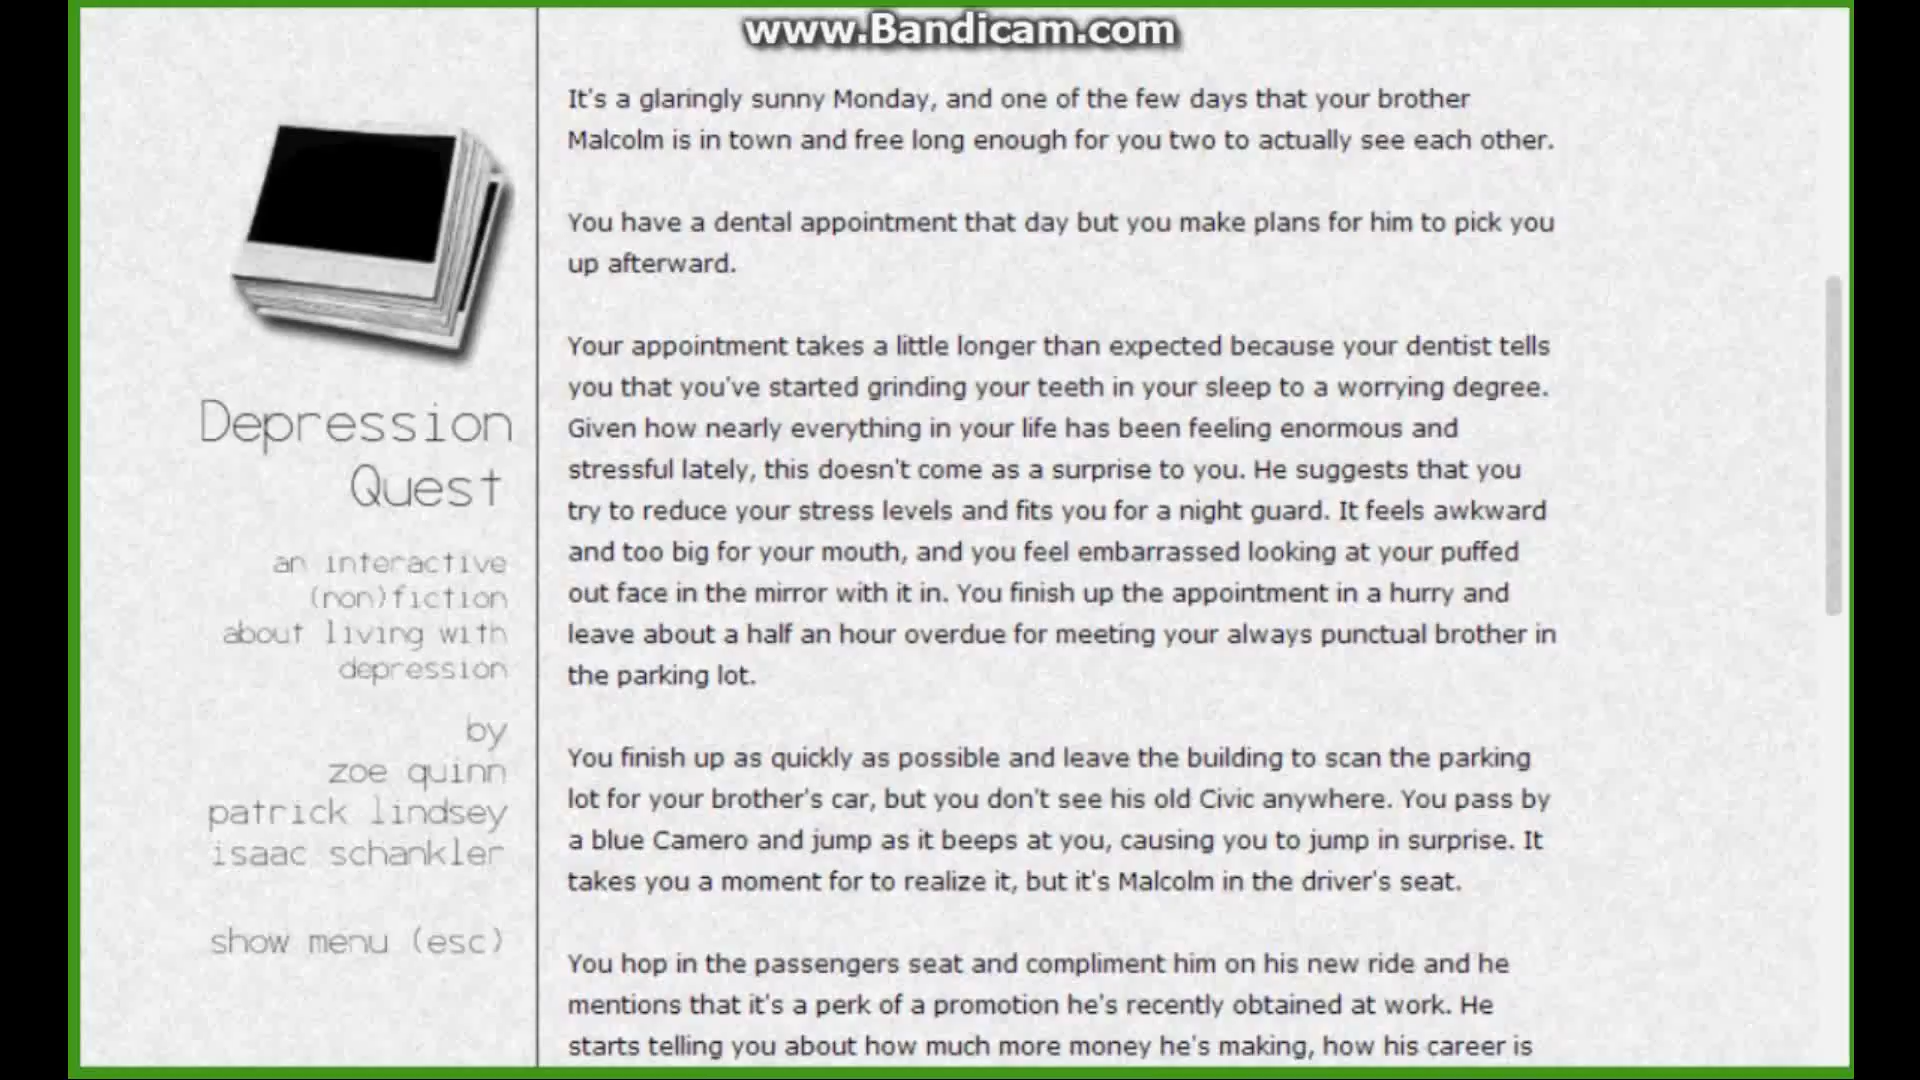 www.Bandicam.com
Depression
Quest
an interactive
(non)fiction
about living with
depression
by
zoe quinn
patrick lindsey
isaac schankler
show menu (esc)
It's a glaringly sunny Monday, and one of the few days that your brother
Malcolm is in town and free long enough for you two to actually see each other.
You have a dental appointment that day but you make plans for him to pick you
up afterward.
Your appointment takes a little longer than expected because your dentist tells
you that you've started grinding your teeth in your sleep to a worrying degree.
Given how nearly everything in your life has been feeling enormous and
stressful lately, this doesn't come as a surprise to you. He suggests that you
try to reduce your stress levels and fits you for a night guard. It feels awkward
and too big for your mouth, and you feel embarrassed looking at your puffed
out face in the mirror with it in. You finish up the appointment in a hurry and
leave about a half an hour overdue for meeting your always punctual brother in
the parking lot.
You finish up as quickly as possible and leave the building to scan the parking
lot for your brother's car, but you don't see his old Civic anywhere. You pass by
a blue Camero and jump as it beeps at you, causing you to jump in surprise. It
takes you a moment for to realize it, but it's Malcolm in the driver's seat.
You hop in the passengers seat and compliment him on his new ride and he
mentions that it's a perk of a promotion he's recently obtained at work. He
starts telling you about how much more money he's making, how his career is